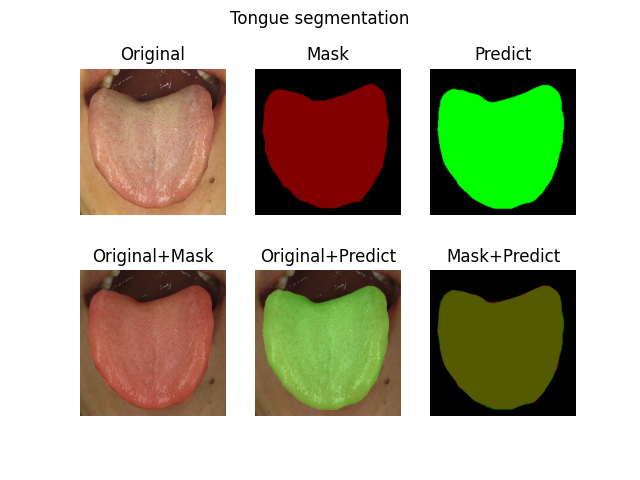 Tongue segmentation
Original
Mask
Predict
Original+Mask
Original+Predict
Mask+Predict